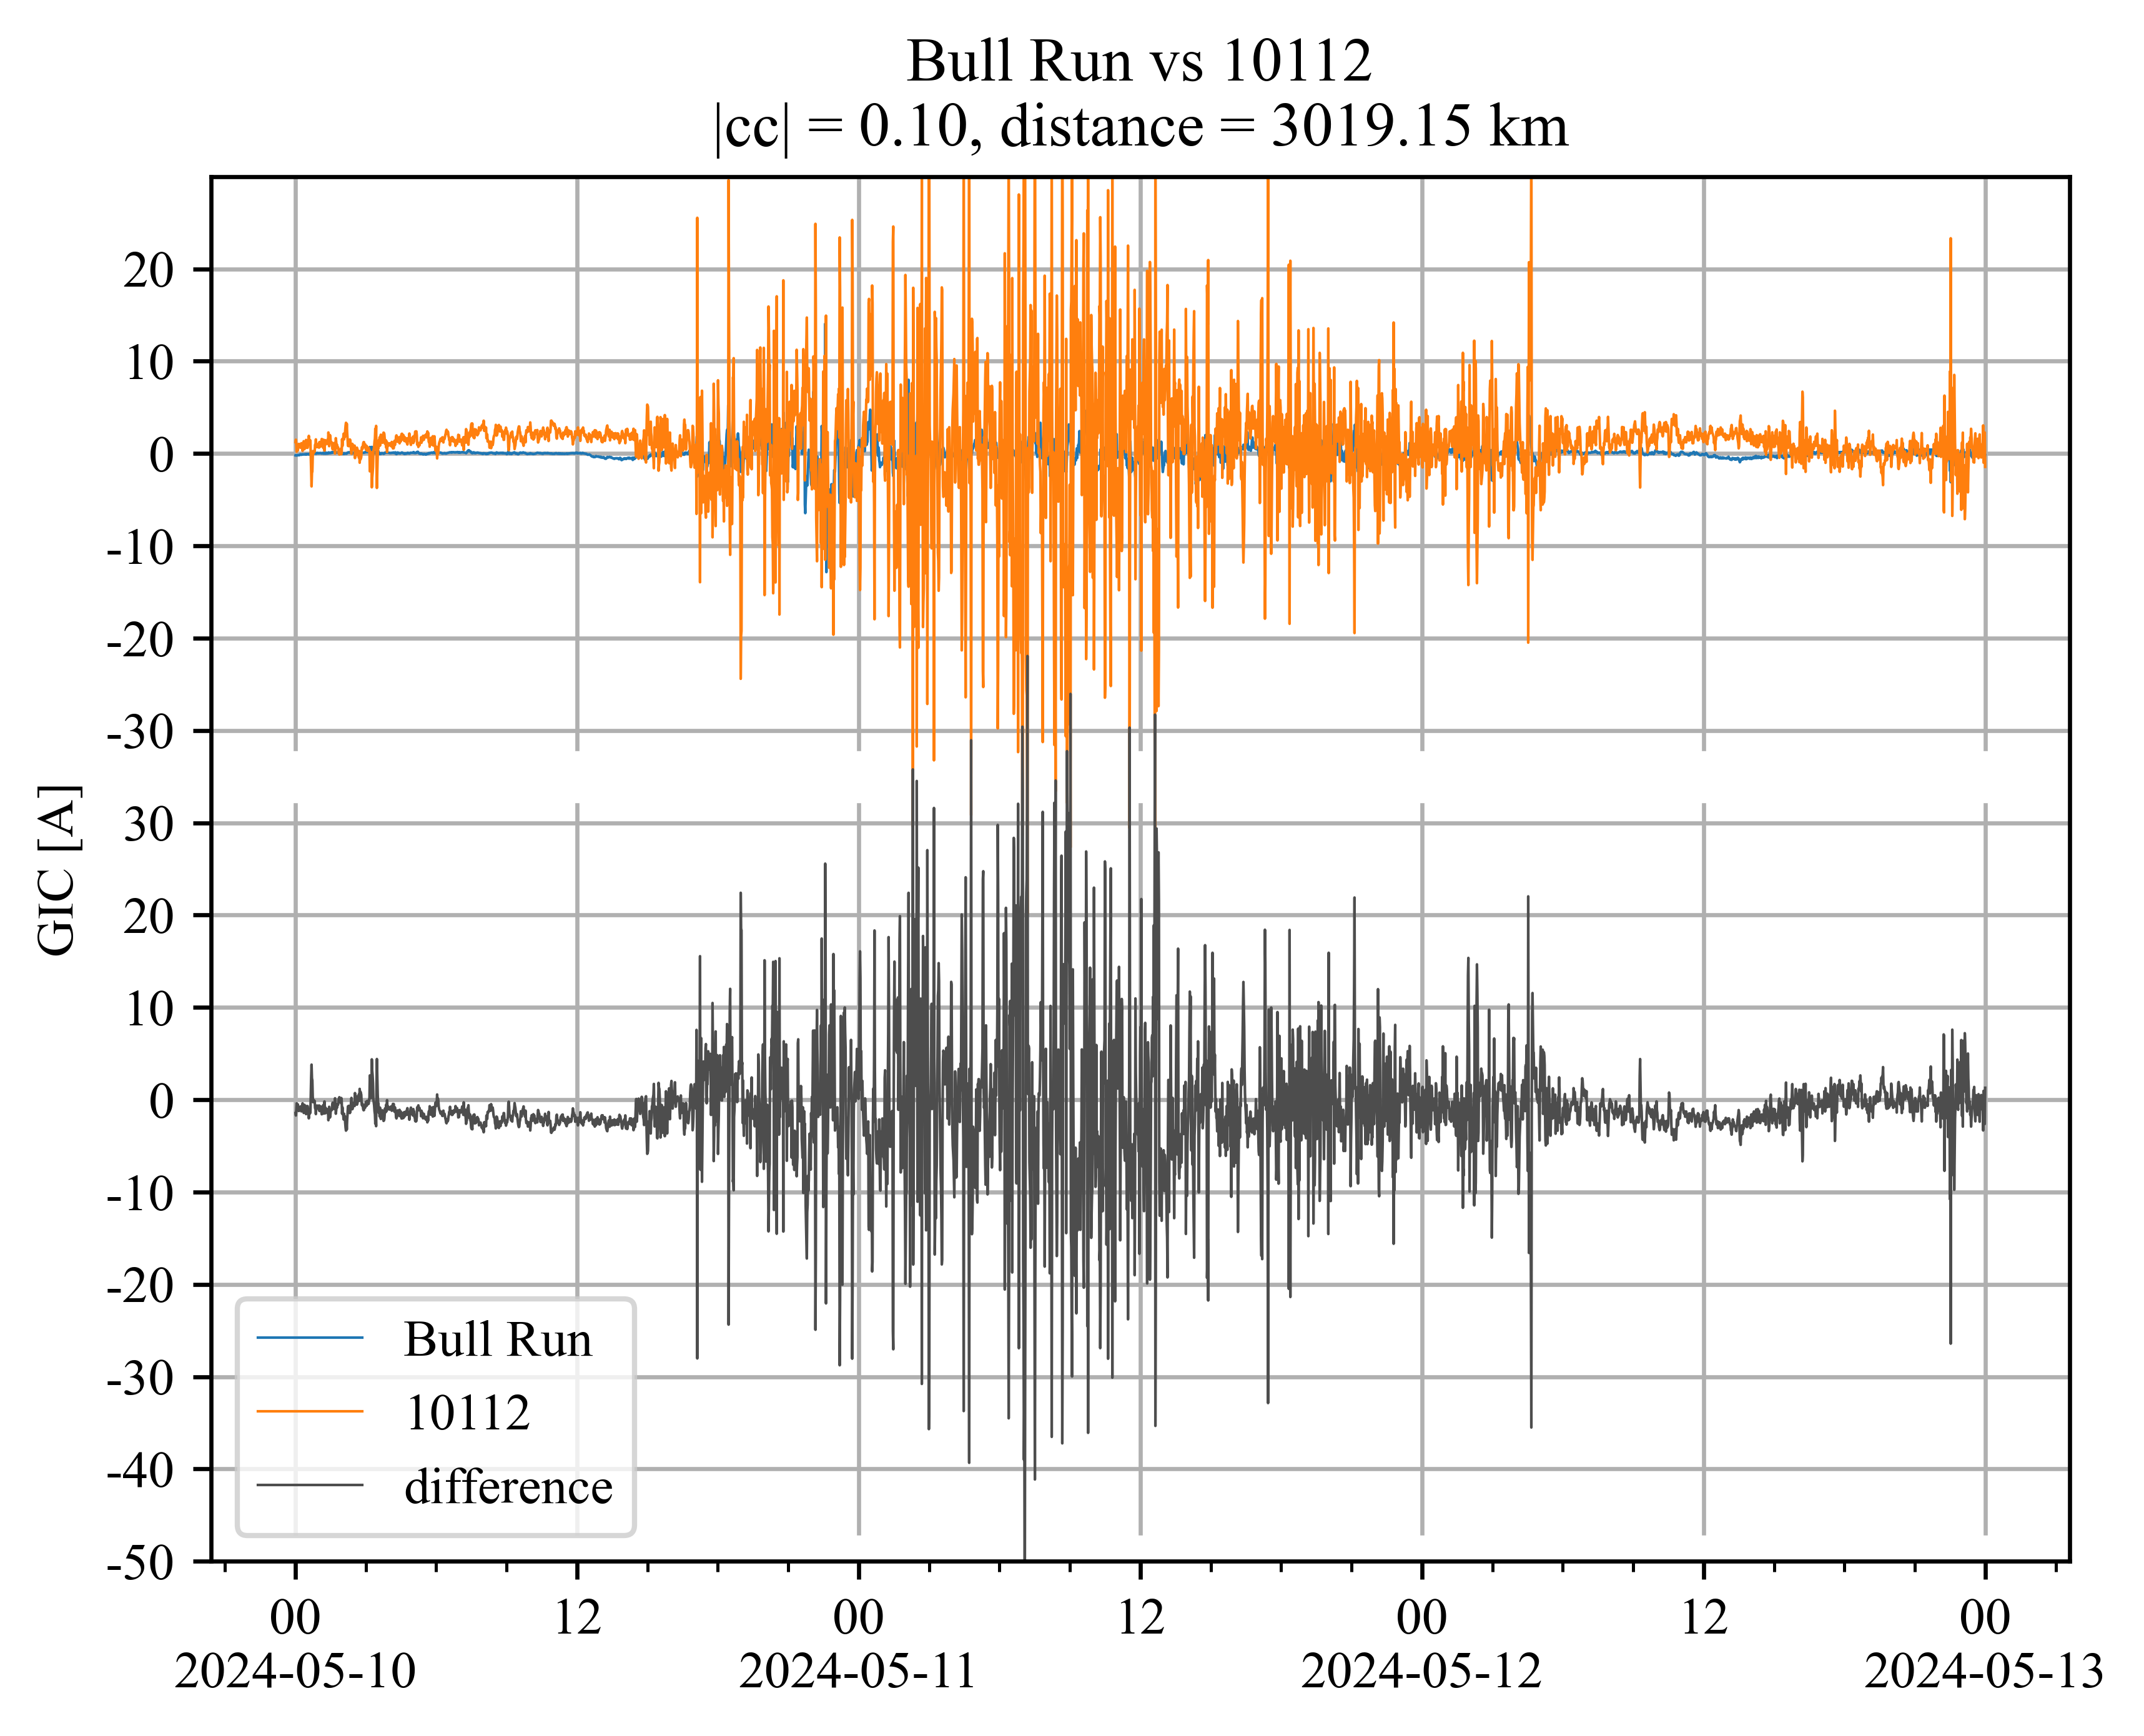 Bull Run vs 10112
|cc| = 0.10, distance = 3019.15 km
20
10
0
-10
-20
-30
30
20
10
0
-10
-20
-30
-40
-50
GIC [A]
Bull Run
10112
difference
00 12 00 12 00 12 00
2024-05-10 2024-05-11 2024-05-12 2024-05-13